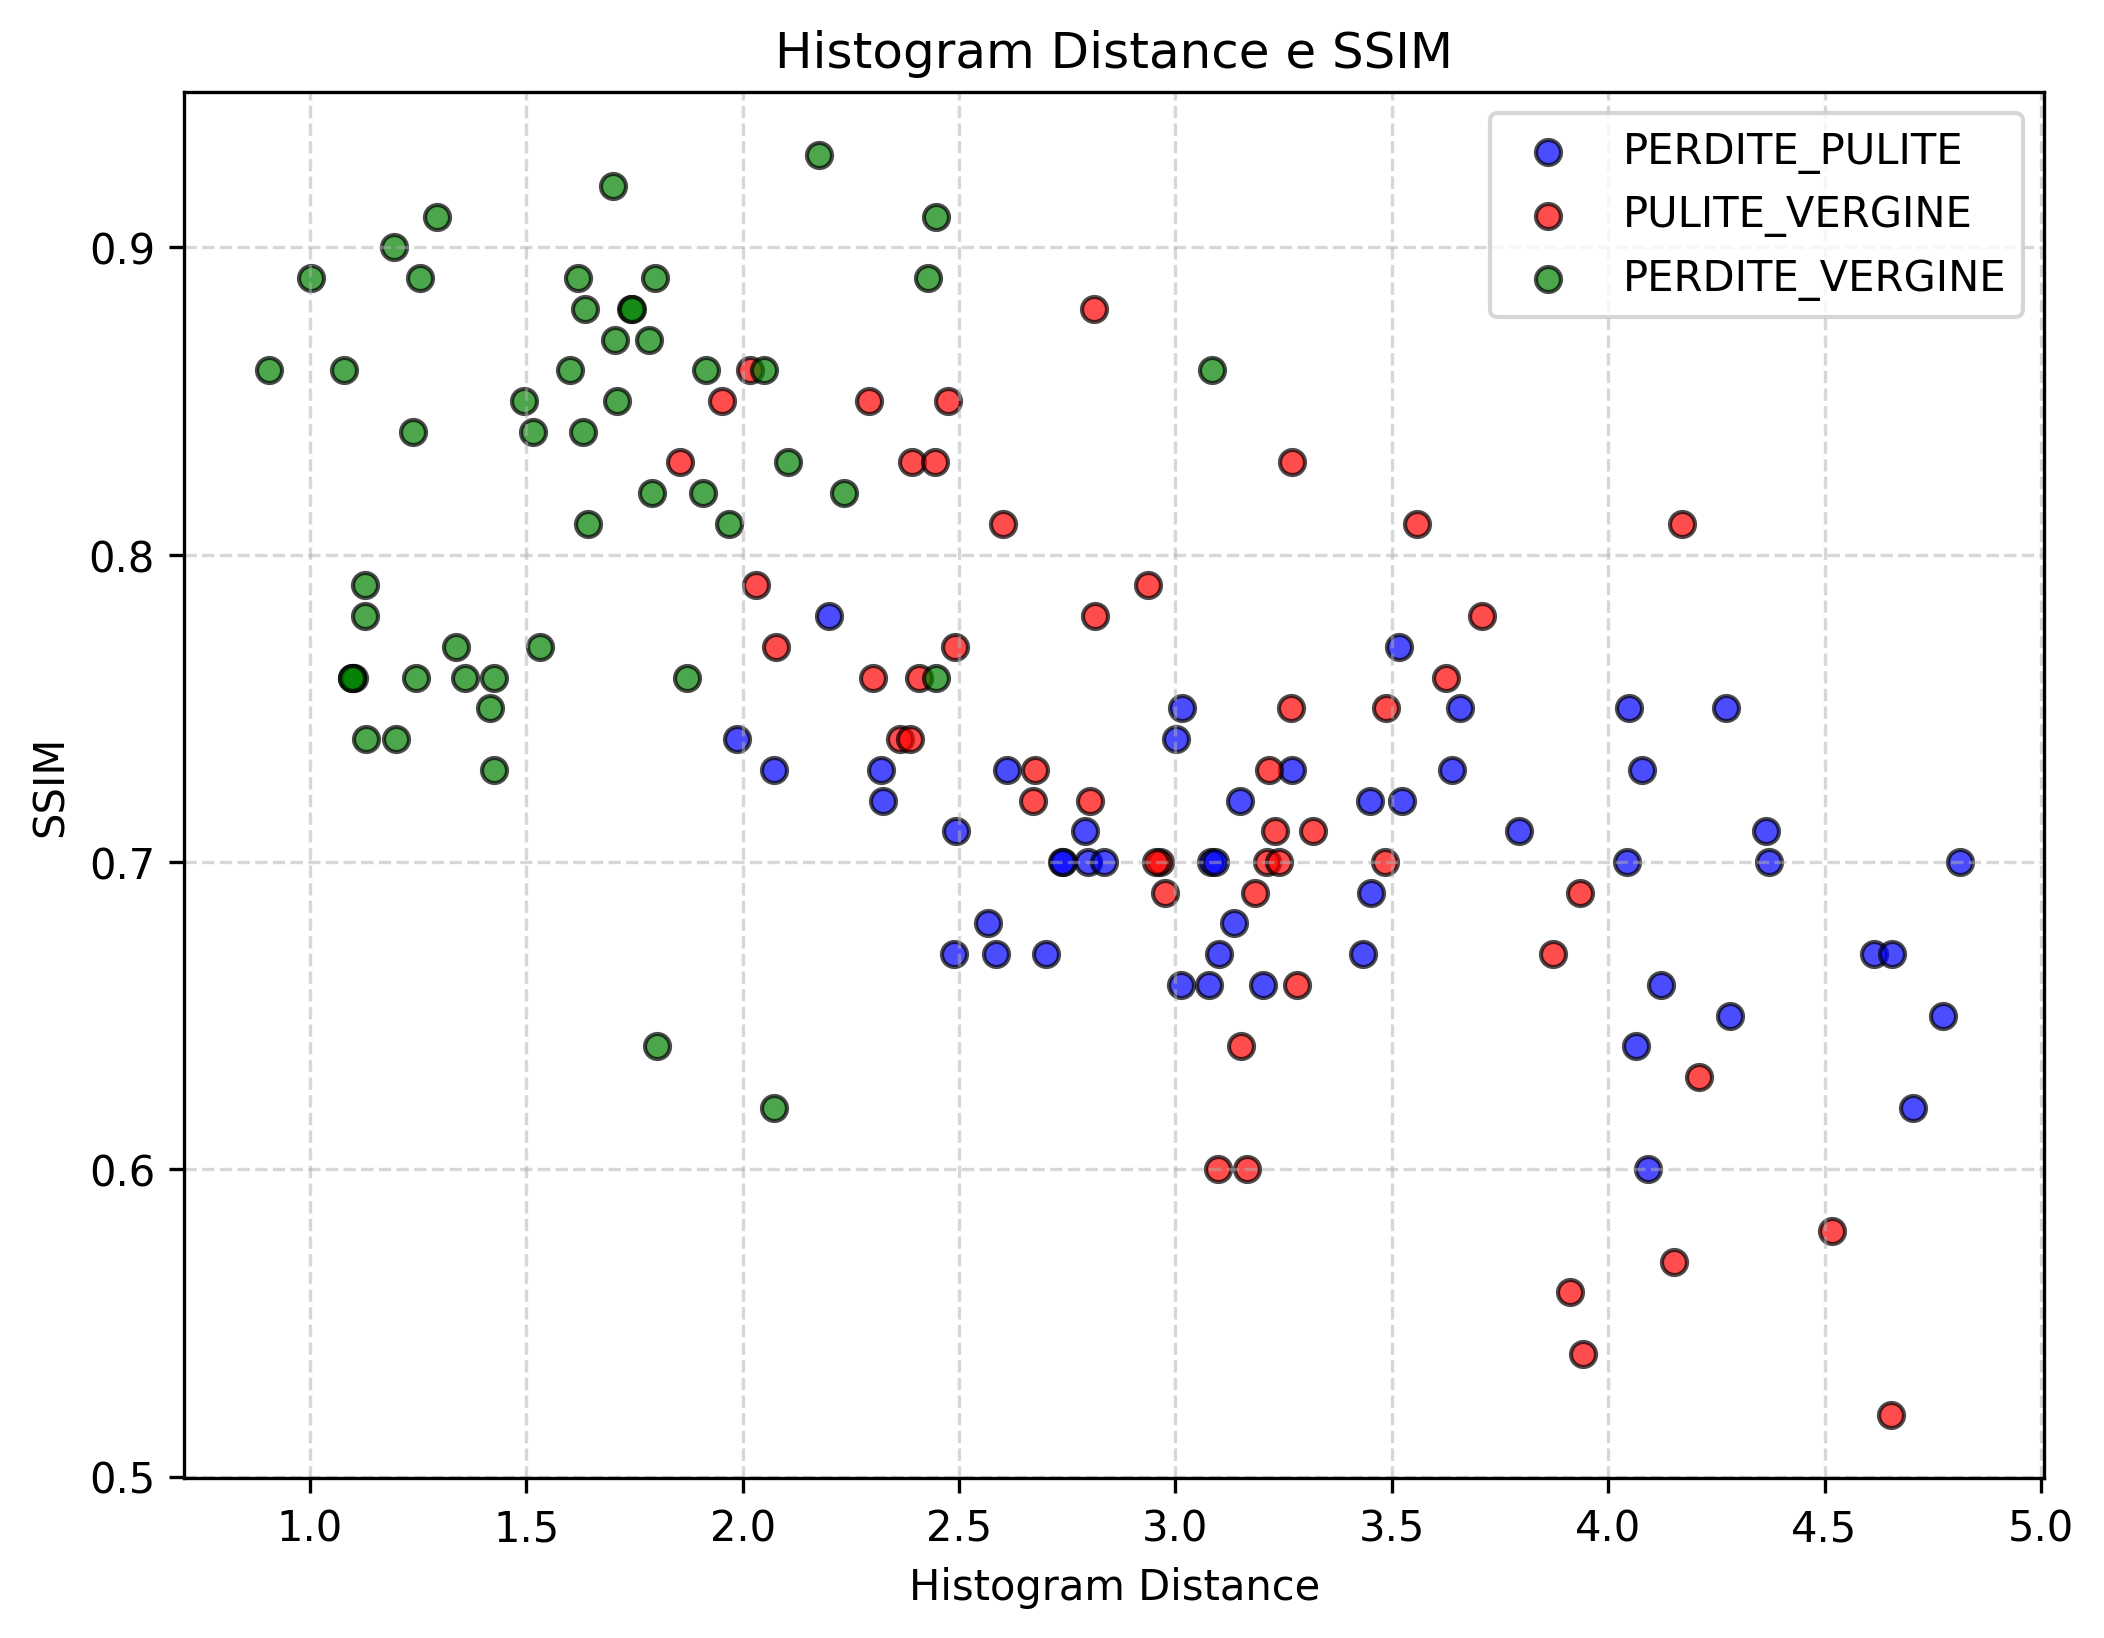 Histogram Distance e SSIM
PERDITE_PULITE
PULITE_VERGINE
PERDITE_VERGINE
0.9
0.8
0.7
0.6
0.5
SSIM
1.0 1.5 2.0 2.5 3.0 3.5 4.0 4.5 5.0
Histogram Distance